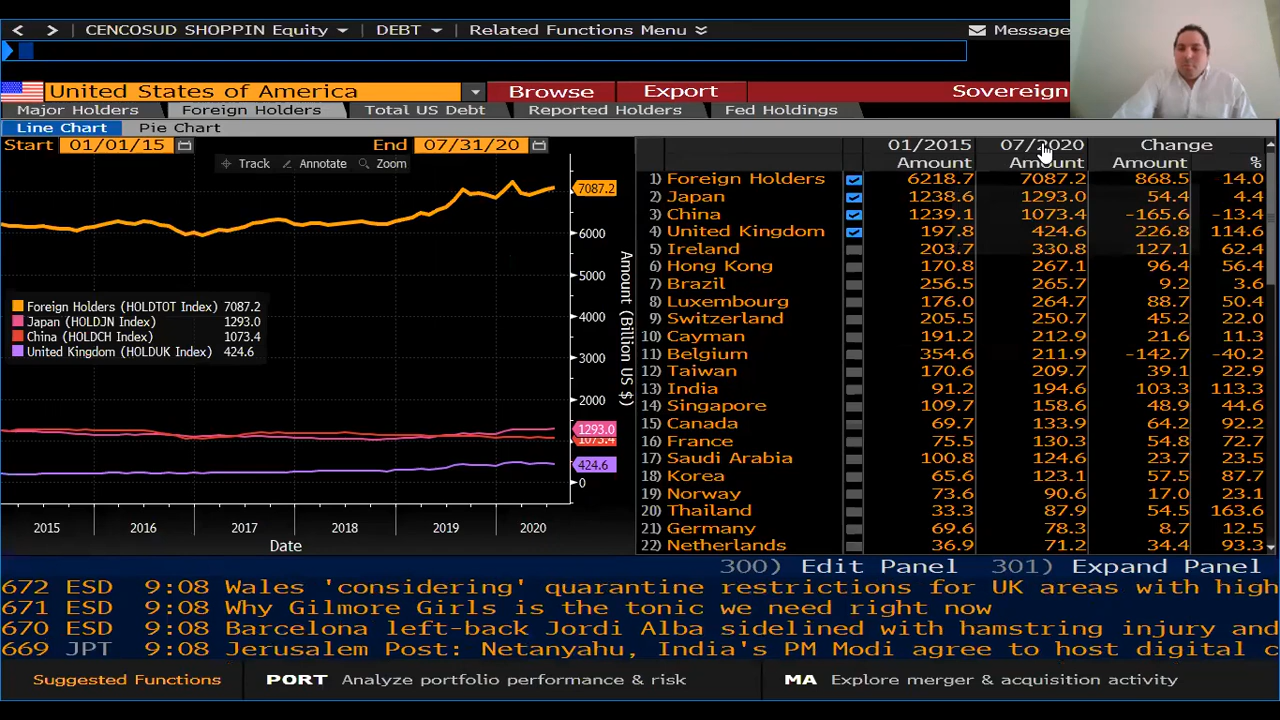 < > CENCOSUD SHOPPIN Equity DEBT Related Functions Menu Message
United States of America Browse Export Sovereign
Major Holders Foreign Holders Total US Debt Reported Holders Fed Holdings
Line Chart Pie Chart
Start 01/01/15 End 07/31/20
Track Annotate Zoom
7087.2
6000
5000
4000
3000
2000
1293.0
1073.4
424.6
0
Amount (Billion US $)
Foreign Holders (HOLDTOT Index) 7087.2
Japan (HOLDJN Index) 1293.0
China (HOLDCH Index) 1073.4
United Kingdom (HOLDUK Index) 424.6
2015 2016 2017 2018 2019 2020
Date
01/2015 07/2020 Change
Amount Amount Amount %
1) Foreign Holders 6218.7 7087.2 868.5 14.0
2) Japan 1238.6 1293.0 54.4 4.4
3) China 1239.1 1073.4 -165.6 -13.4
4) United Kingdom 197.8 424.6 226.8 114.6
5) Ireland 203.7 330.8 127.1 62.4
6) Hong Kong 170.8 267.1 96.4 56.4
7) Brazil 256.5 265.7 9.2 3.6
8) Luxembourg 176.0 264.7 88.7 50.4
9) Switzerland 205.5 250.7 45.2 22.0
10) Cayman 191.2 212.9 21.6 11.3
11) Belgium 354.6 211.9 -142.7 -40.2
12) Taiwan 170.6 209.7 39.1 22.9
13) India 91.2 194.6 103.3 113.3
14) Singapore 109.7 158.6 48.9 44.6
15) Canada 69.7 133.9 64.2 92.2
16) France 75.5 130.3 54.8 72.7
17) Saudi Arabia 100.8 124.6 23.7 23.5
18) Korea 65.6 123.1 57.5 87.7
19) Norway 73.6 90.6 17.0 23.1
20) Thailand 33.3 87.9 54.5 163.6
21) Germany 69.6 78.3 8.7 12.5
22) Netherlands 36.9 71.2 34.4 93.3
300) Edit Panel 301) Expand Panel
672 ESD 9:08 Wales 'considering' quarantine restrictions for UK areas with high
671 ESD 9:08 Why Gilmore Girls is the tonic we need right now
670 ESD 9:08 Barcelona left-back Jordi Alba sidelined with hamstring injury and
669 JPT 9:08 Jerusalem Post: Netanyahu, India's PM Modi agree to host digital c
Suggested Functions PORT Analyze portfolio performance & risk MA Explore merger & acquisition activity